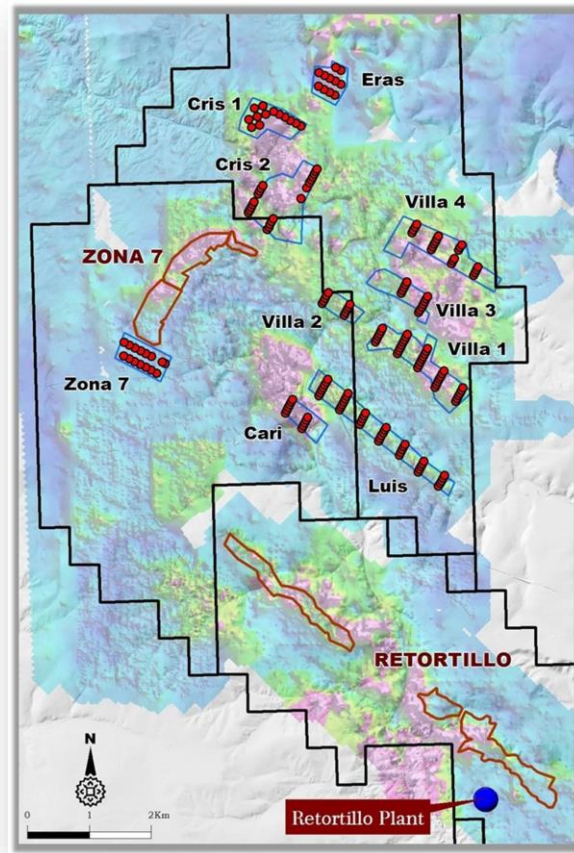 Eras
Cris 1
Cris 2
Villa 4
ZONA 7
Villa 3
Villa 2
Villa 1
Zona 7
Cari
Luis
RETORTILLO
N
0 1 2Km
Retortillo Plant